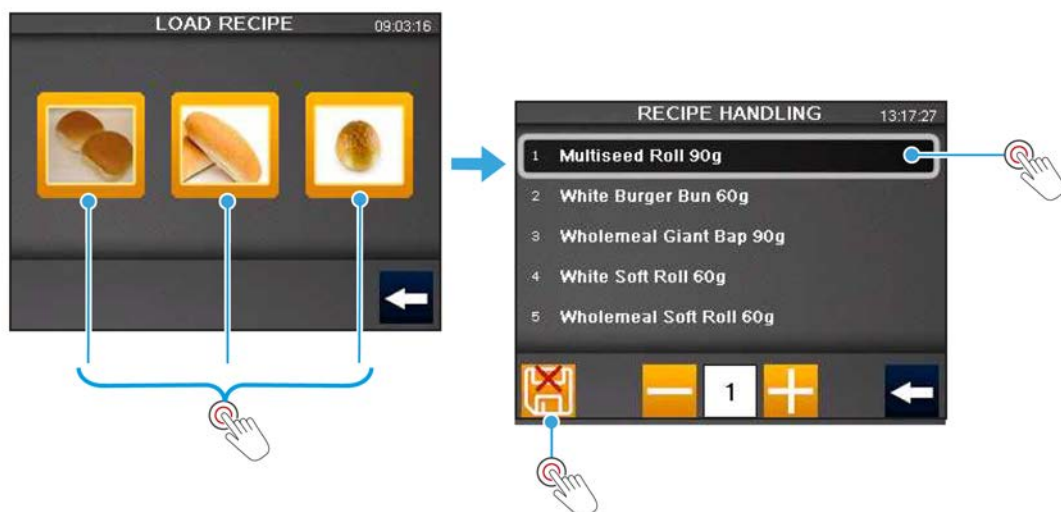 LOAD RECIPE 09:03:16
RECIPE HANDLING 13:17:27
1 Multiseed Roll 90g
2 White Burger Bun 60g
3 Wholemeal Giant Bap 90g
4 White Soft Roll 60g
5 Wholemeal Soft Roll 60g
1